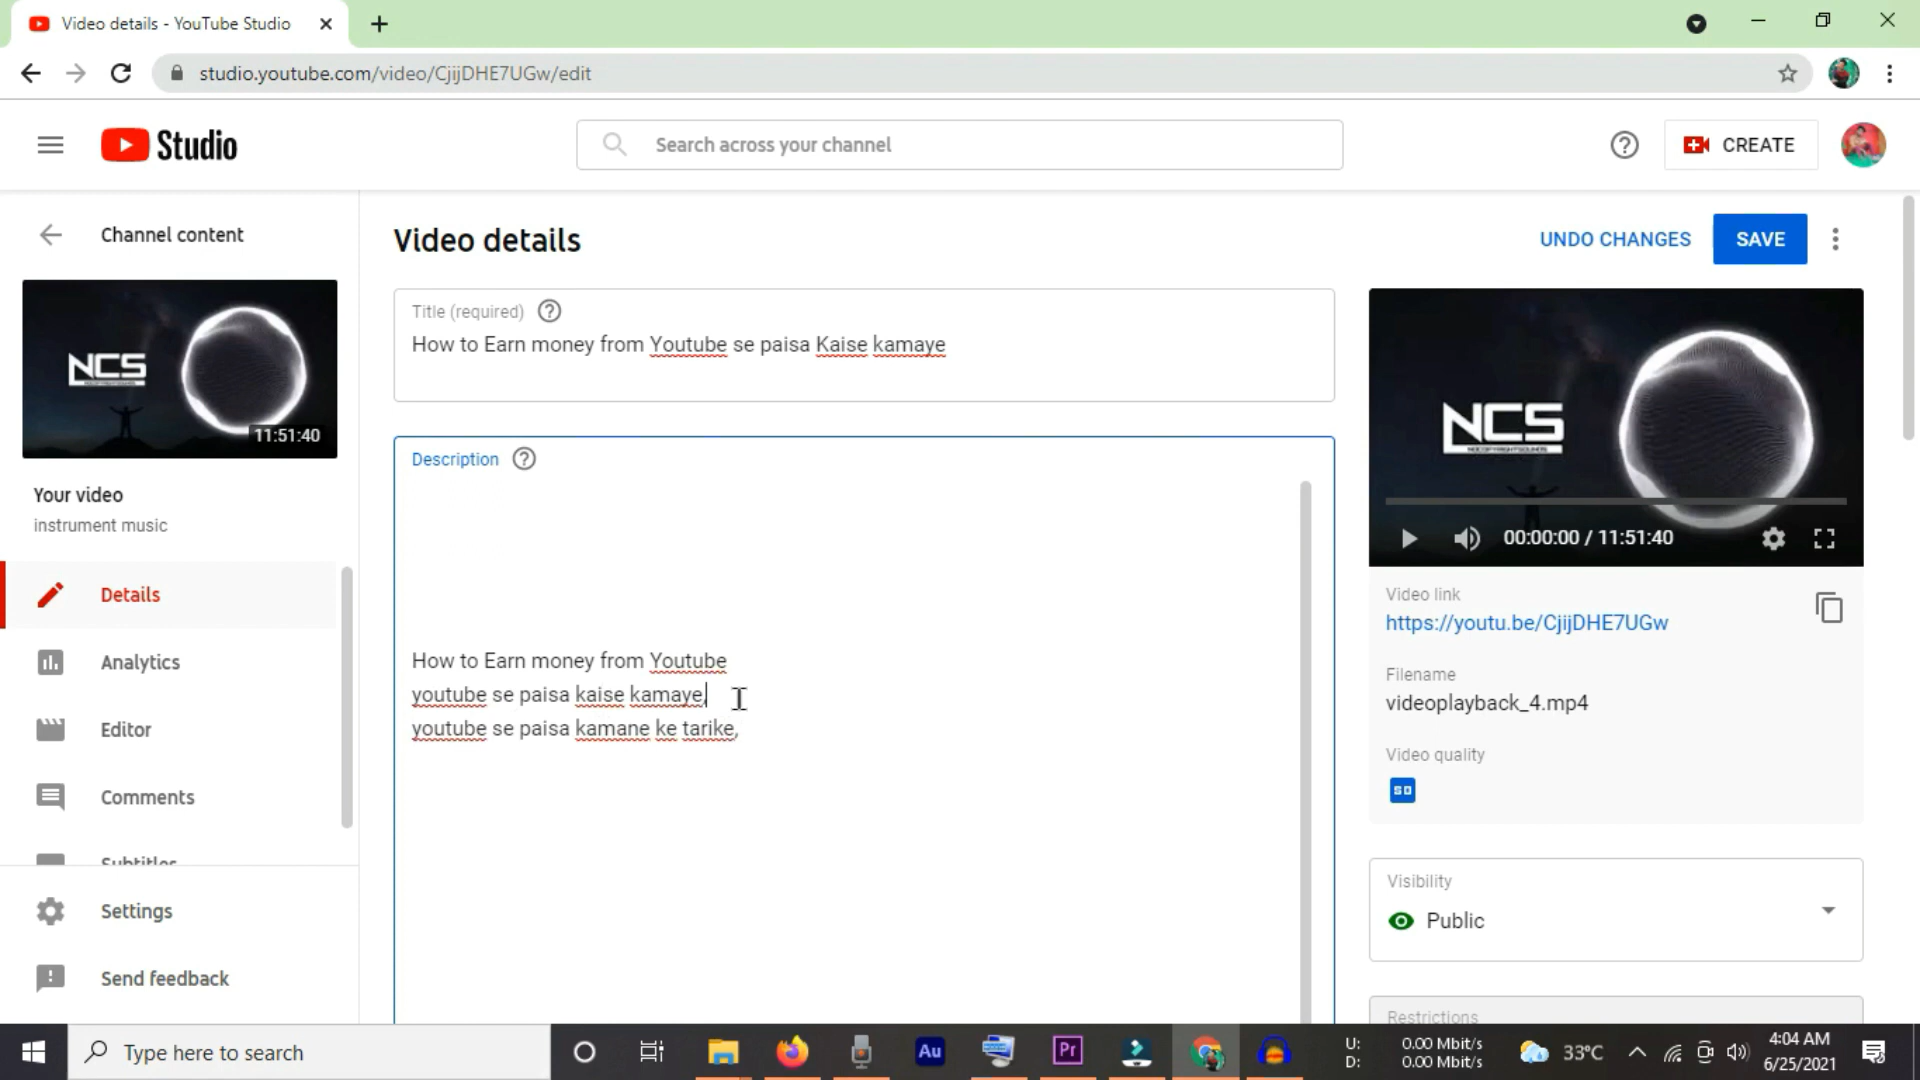 Video details - YouTube Studio
studio.youtube.com/video/CjijDHE7UGw/edit
Studio
Search across your channel
CREATE
Channel content
Video details
UNDO CHANGES
SAVE
NCS
11:51:40
Your video
instrument music
Details
Analytics
Editor
Comments
Subtitles
Settings
Send feedback
Title (required)
How to Earn money from Youtube se paisa Kaise kamaye
Description
How to Earn money from Youtube
youtube se paisa kaise kamaye,
youtube se paisa kamane ke tarike,
NCS
NOCOPYRIGHTSOUNDS
00:00:00 / 11:51:40
Video link
https://youtu.be/CjijDHE7UGw
Filename
videoplayback_4.mp4
Video quality
SD
Visibility
Public
Restrictions
Type here to search
Au
Pr
U: 0.00 Mbit/s
D: 0.00 Mbit/s
33°C
4:04 AM
6/25/2021